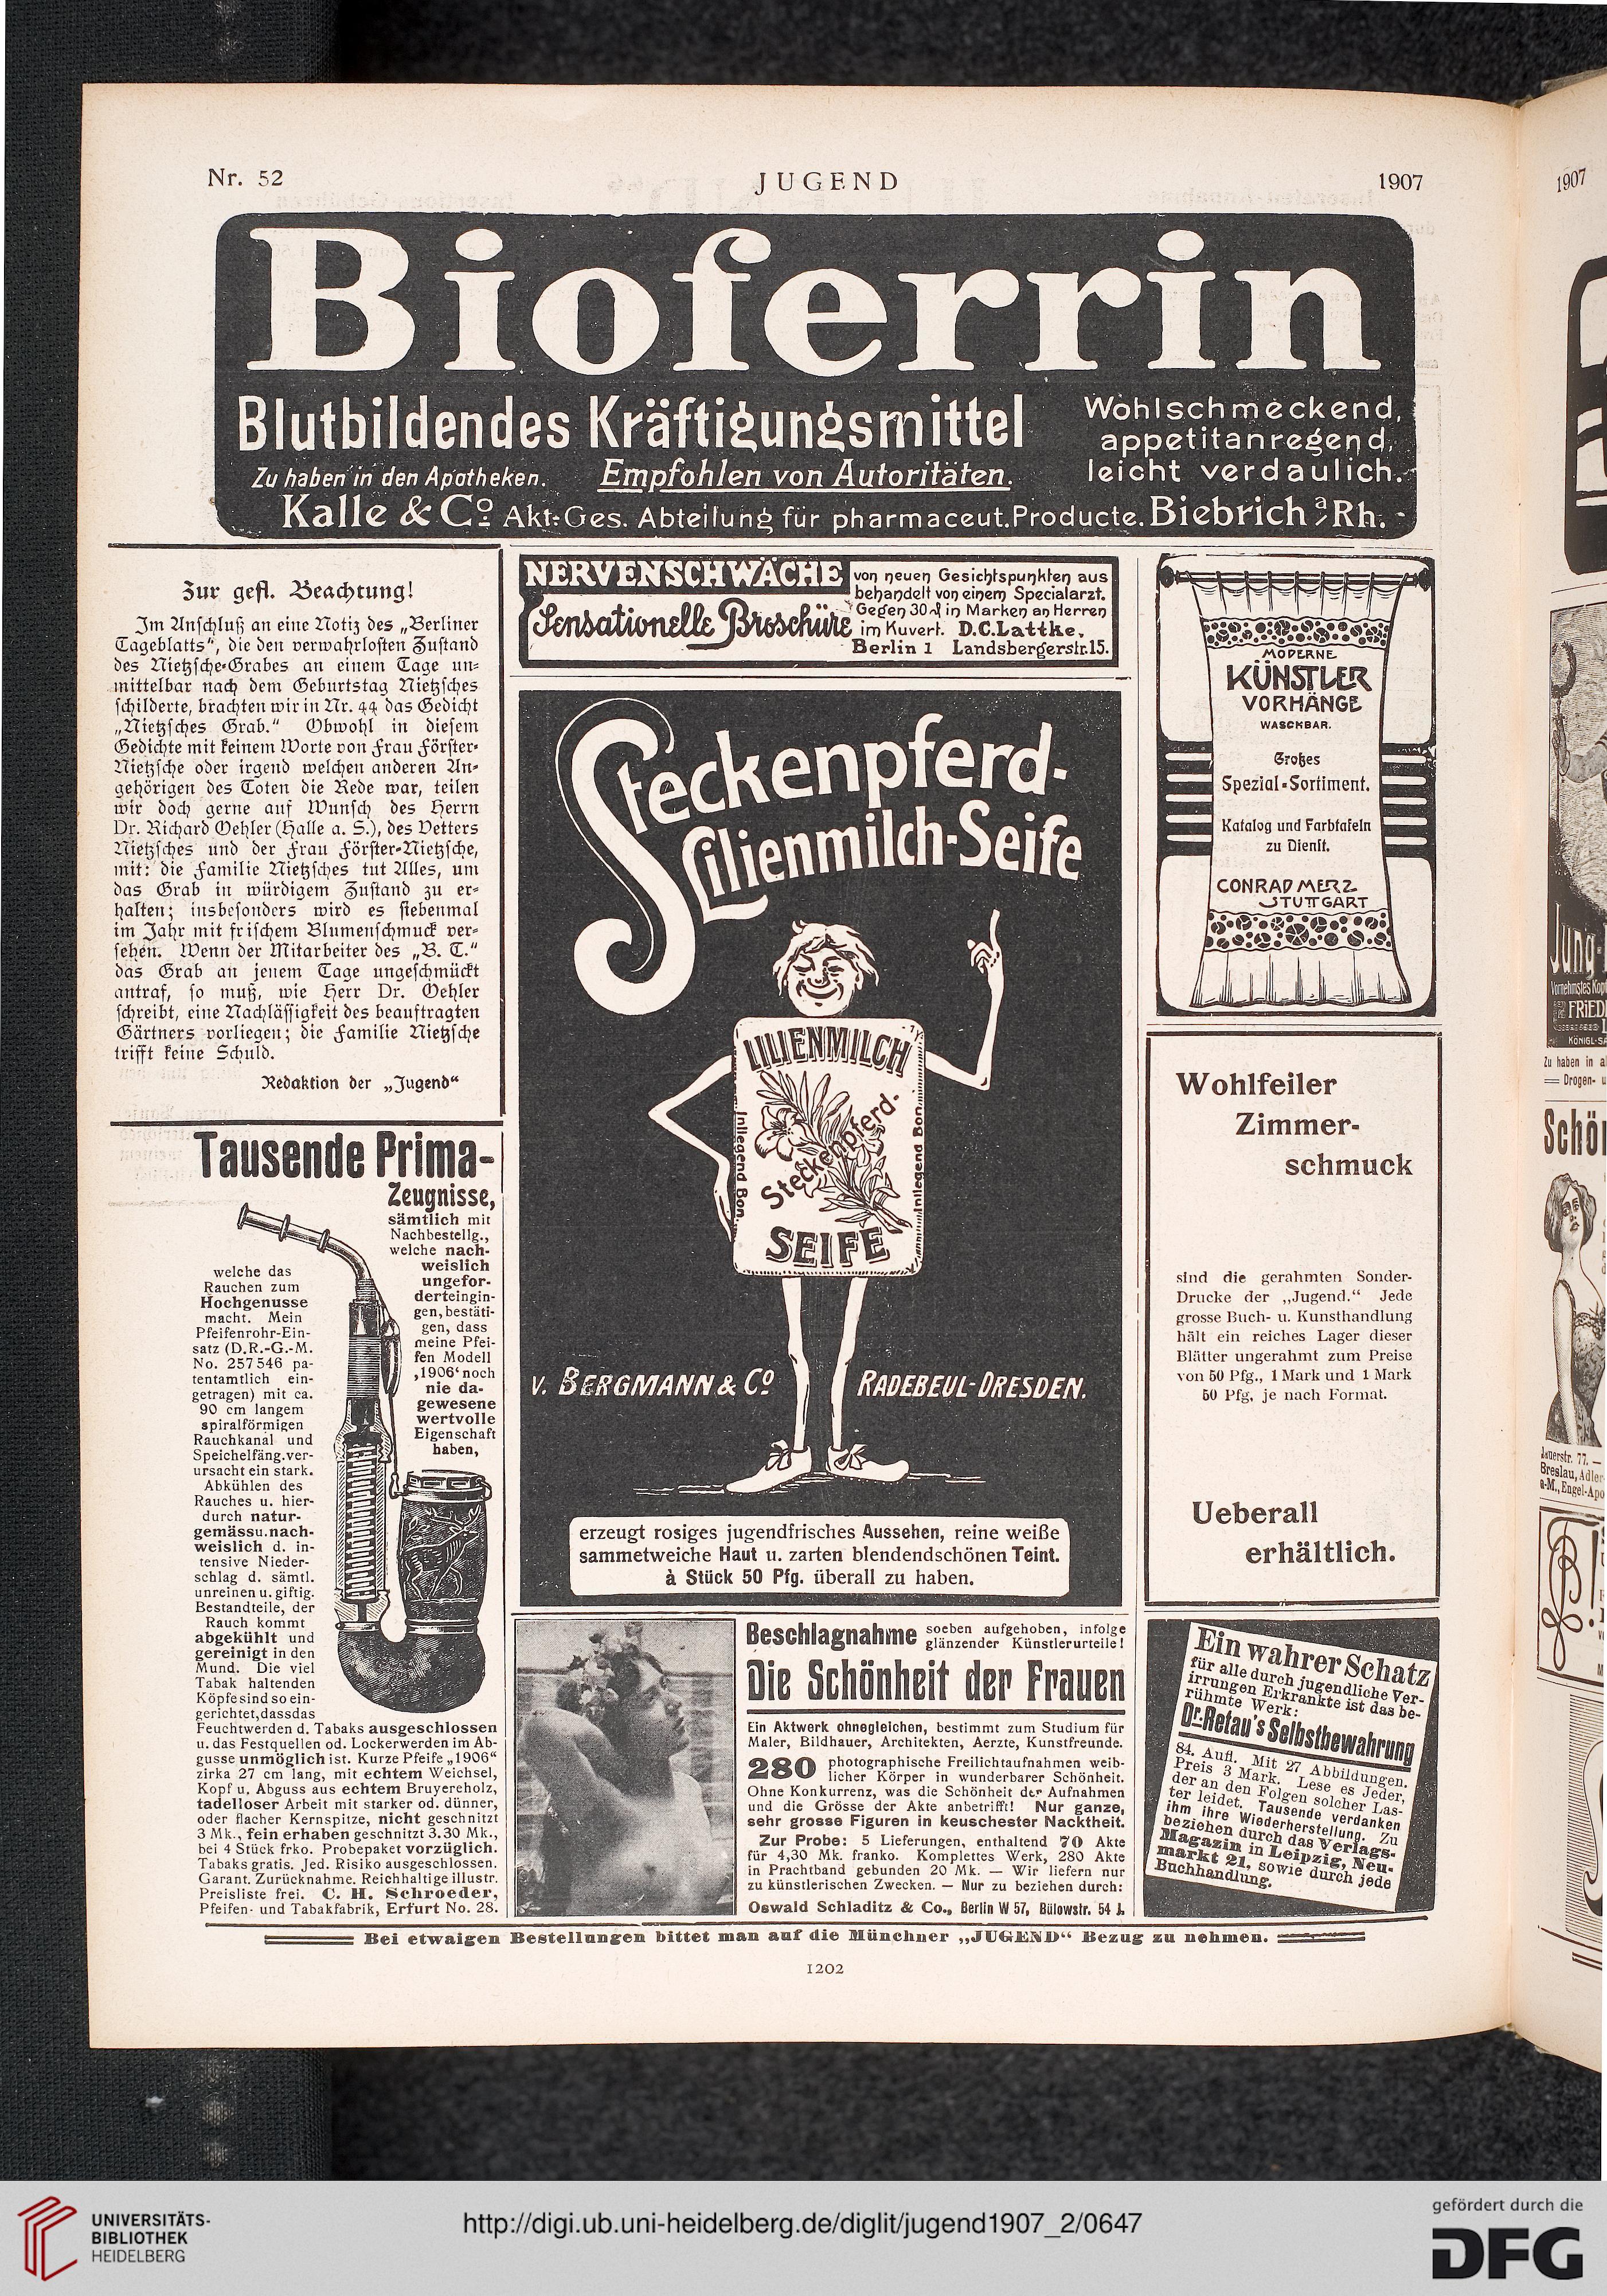 Nr. 52
JUGEND
1907
Bioferrin
Blutbildendes Kräftigungsmittel
Wohlschmeckend,
appetitanregend,
leicht verdaulich.
Zu haben in den Apotheken.
Empfohlen von Autoritäten.
Kalle & Co Akt.-Ges. Abteilung für pharmaceut. Producte. Biebrich a/Rh.
Zur gefl. Beachtung!
Im Anschluß an eine Notiz des „Berliner
Tageblatts“, die den verwahrlosten Zustand
des Nietzsche-Grabes an einem Tage un-
mittelbar nach dem Geburtstag Nietzsches
schilderte, brachten wir in Nr. 44 das Gedicht
„Nietzsches Grab.“ Obwohl in diesem
Gedichte mit keinem Worte von Frau Förster-
Nietzsche oder irgend welchen anderen An-
gehörigen des Toten die Rede war, teilen
wir doch gerne auf Wunsch des Herrn
Dr. Richard Oehler (Halle a. S.), des Vetters
Nietzsches und der Frau Förster-Nietzsche,
mit: die Familie Nietzsches tut Alles, um
das Grab in würdigem Zustand zu er-
halten; insbesonders wird es siebenmal
im Jahr mit frischem Blumenschmuck ver-
sehen. Wenn der Mitarbeiter des „B. T.“
das Grab an jenem Tage ungeschmückt
antraf, so muß, wie Herr Dr. Oehler
schreibt, eine Nachlässigkeit des beauftragten
Gärtners vorliegen; die Familie Nietzsche
trifft keine Schuld.
Redaktion der „Jugend“
Tausende Prima-
Zeugnisse,
sämtlich mit
Nachbestellg.,
welche nach-
weislich
ungefor-
derteingin-
gen, bestäti-
gen, dass
meine Pfei-
fen Modell
‚1906‘ noch
nie da-
gewesene
wertvolle
Eigenschaft
haben,
welche das
Rauchen zum
Hochgenusse
macht. Mein
Pfeifenrohr-Ein-
satz (D.R.-G.-M.
No. 257546 pa-
tentamtlich ein-
getragen) mit ca.
90 cm langem
spiralförmigen
Rauchkanal und
Speichelfäng. ver-
ursacht ein stark.
Abkühlen des
Rauches u. hier-
durch natur-
gemäss u. nach-
weislich d. in-
tensive Nieder-
schlag d. sämtl.
unreinen u. giftig.
Bestandteile, der
Rauch kommt
abgekühlt und
gereinigt in den
Mund. Die viel
Tabak haltenden
Köpfe sind so ein-
gerichtet, dassdas
Feuchtwerden d. Tabaks ausgeschlossen
u. das Festquellen od. Lockerwerden im Ab-
gusse unmöglich ist. Kurze Pfeife „1906“
zirka 27 cm lang, mit echtem Weichsel,
Kopf u. Abguss aus echtem Bruyereholz,
tadelloser Arbeit mit starker od. dünner,
oder flacher Kernspitze, nicht geschnitzt
3 Mk., fein erhaben geschnitzt 3.30 Mk.,
bei 4 Stück frko. Probepaket vorzüglich.
Tabaks gratis. Jed. Risiko ausgeschlossen.
Garant. Zurücknahme. Reichhaltige illustr.
Preisliste frei. C. H. Schroeder,
Pfeifen- und Tabakfabrik, Erfurt No. 28.
NERVENSCHWÄCHE
Sensationelle Broschüre
von neuen Gesichtspunkten aus
behandelt von einem Specialarzt.
Gegen 30 ₰ in Marken an Herren
im Kuvert. D.C. Lattke,
Berlin 1 Landsbergerstr. 15.
Steckenpferd-
Lilienmilch-Seife
LILIENMILCH
Inliegend Bon.
Steckenpferd-
Inliegend Bon.
SEIFE
v. BERGMANN & Co RADEBEUL-DRESDEN.
erzeugt rosiges jugendfrisches Aussehen, reine weiße
sammetweiche Haut u. zarten blendendschönen Teint.
à Stück 50 Pfg. überall zu haben.
Beschlagnahme soeben aufgehoben, infolge
glänzender Künstlerurteile!
Die Schönheit der Frauen
Ein Aktwerk ohnegleichen, bestimmt zum Studium für
Maler, Bildhauer, Architekten, Aerzte, Kunstfreunde.
280 photographische Freilichtaufnahmen weib-
licher Körper in wunderbarer Schönheit.
Ohne Konkurrenz, was die Schönheit der Aufnahmen
und die Grösse der Akte anbetrifft! Nur ganze,
sehr grosse Figuren in keuschester Nacktheit.
Zur Probe: 5 Lieferungen, enthaltend 70 Akte
für 4,30 Mk. franko. Komplettes Werk, 280 Akte
in Prachtband gebunden 20 Mk. — Wir liefern nur
zu künstlerischen Zwecken. — Nur zu beziehen durch:
Oswald Schladitz & Co., Berlin W 57, Bülowstr. 54 J.
MODERNE
KÜNSTLER
VORHÄNGE
WASCHBAR.
Großes
Spezial-Sortiment.
Katalog und Farbtafeln
zu Dienst.
CONRAD MERZ
STUTTGART
Wohlfeiler
Zimmer-
schmuck
sind die gerahmten Sonder-
Drucke der „Jugend.“ Jede
grosse Buch- u. Kunsthandlung
hält ein reiches Lager dieser
Blätter ungerahmt zum Preise
von 50 Pfg., 1 Mark und 1 Mark
50 Pfg, je nach Format.
Ueberall
erhältlich.
Ein wahrer Schatz
für alle durch jugendliche Ver-
irrungen Erkrankte ist das be-
rühmte Werk:
Dr. Retau's Selbstbewahrung
84. Aufl. Mit 27 Abbildungen.
Preis 3 Mark. Lese es Jeder,
der an den Folgen solcher Las-
ter leidet. Tausende verdanken
ihm ihre Wiederherstellung. Zu
beziehen durch das Verlags-
Magazin in Leipzig, Neu-
markt 21, sowie durch jede
Buchhandlung.
Bei etwaigen Bestellungen bittet man auf die Münchner „JUGEND“ Bezug zu nehmen.
1202
1907
Zu haben in
Drogen-
Breslau, Adler
UNIVERSITÄTS-
BIBLIOTHEK
HEIDELBERG
http://digi.ub.uni-heidelberg.de/diglit/jugend1907_2/0647
gefördert durch die
DFG